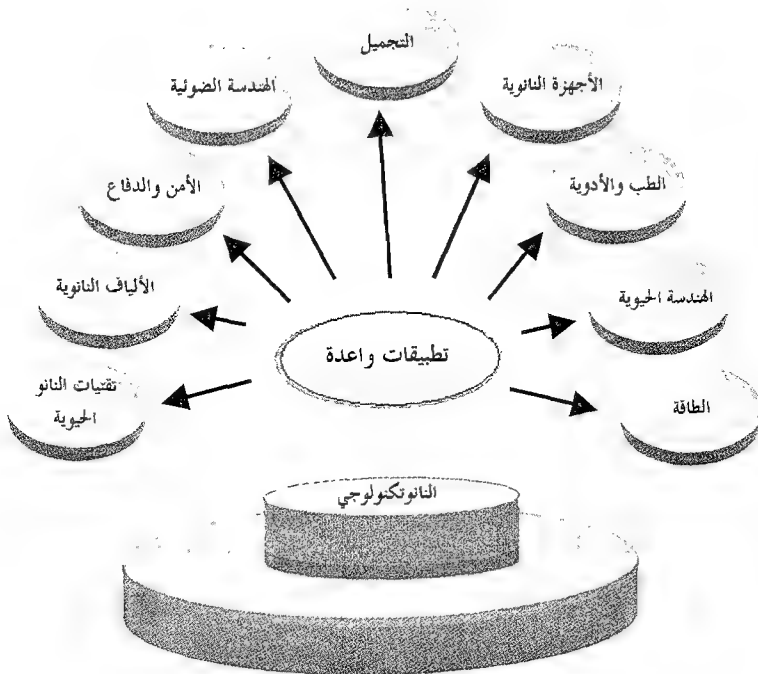 التجميل
الأجهزة النانوية
الهندسة الضوئية
الطب والأدوية
الأمن والدفاع
الهندسة الحيوية
الألياف النانوية
تطبيقات واعدة
الطاقة
تقنيات النانو
الحيوية
النانوتكنولوجي